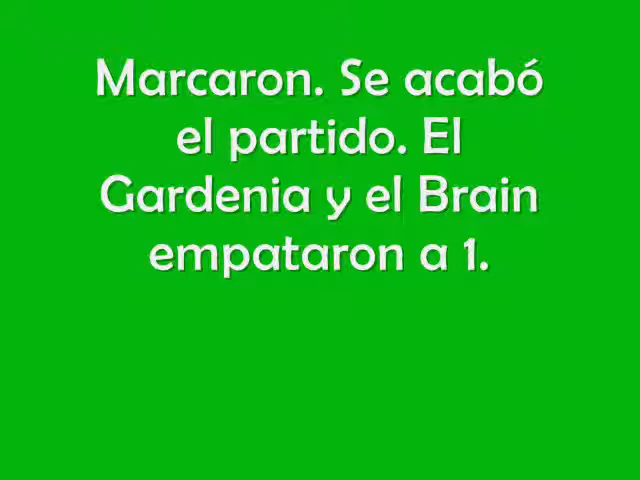 Marcaron. Se acabó
el partido. El
Gardenia y el Brain
empataron a 1.